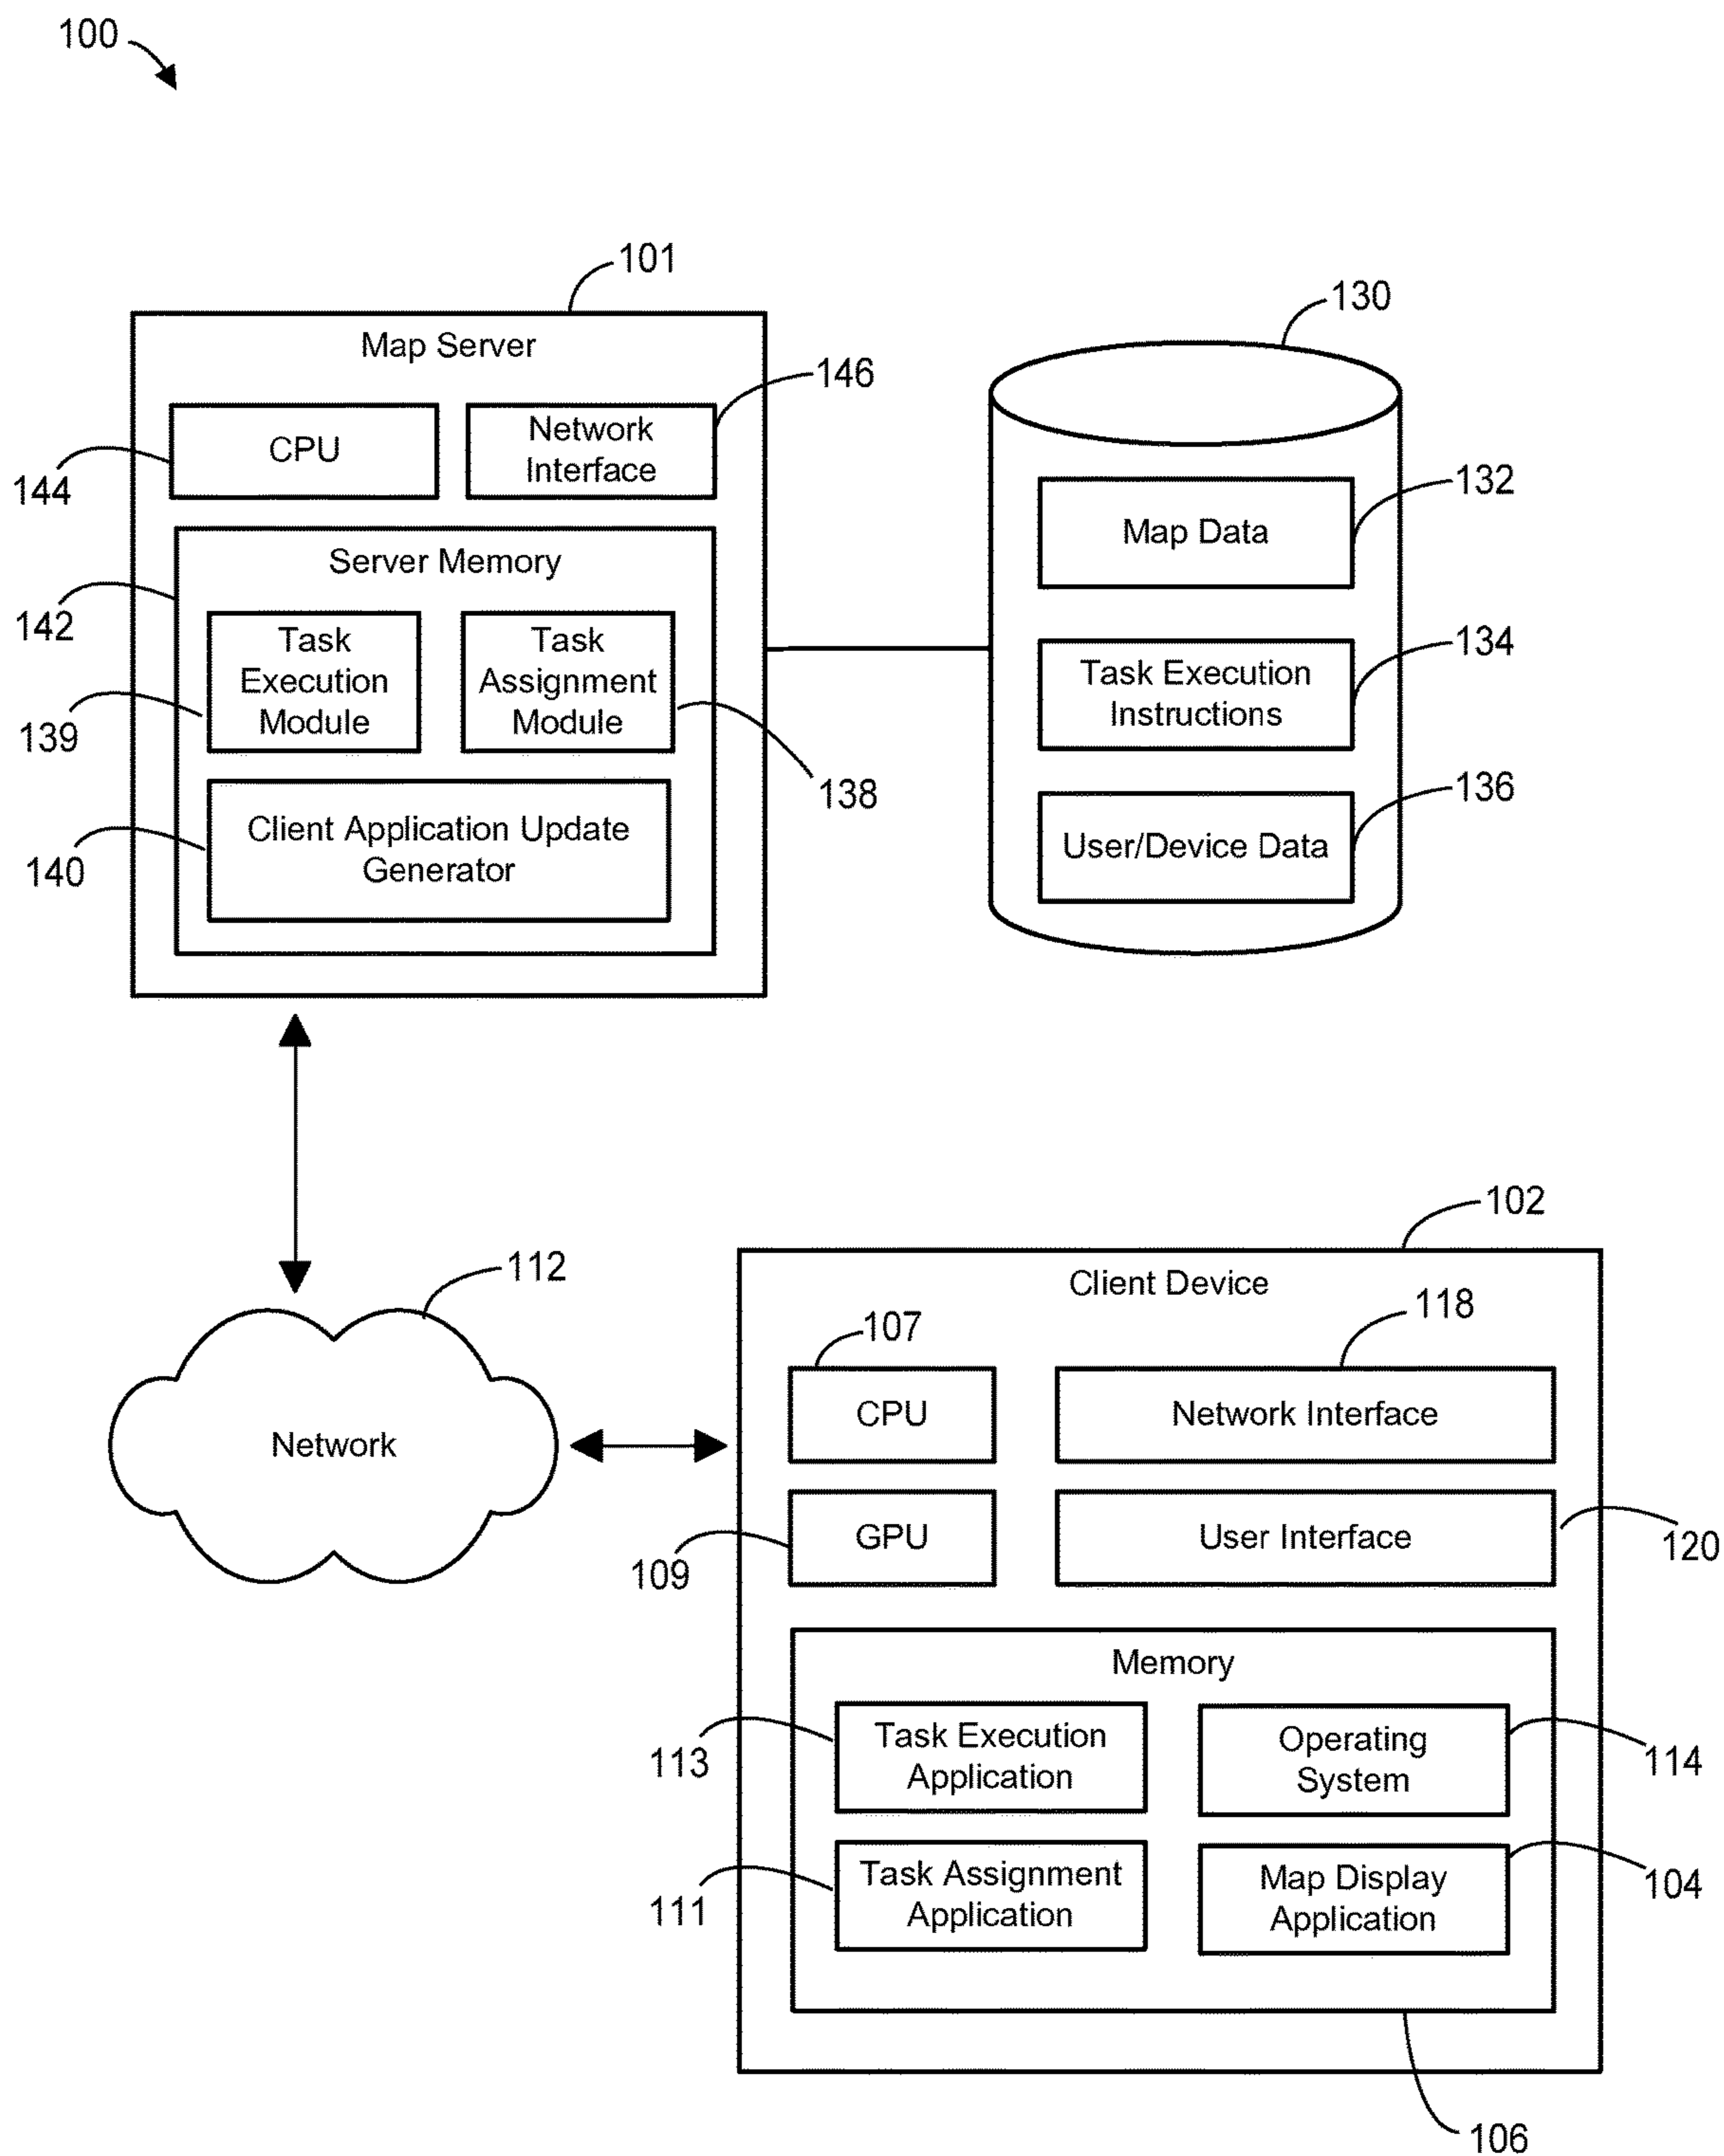 100
101
Map Server
130
146
CPU
Network
Interface
144
132
Map Data
Server Memory
142
Task
Execution
Module
139
Task
Assignment
Module
138
134
Task Execution
Instructions
136
User/Device Data
Client Application Update
Generator
140
102
Client Device
112
Network
107
118
CPU
Network Interface
GPU
109
User Interface
120
Memory
Task Execution
Application
113
Operating
System
114
Task Assignment
Application
111
Map Display
Application
104
106